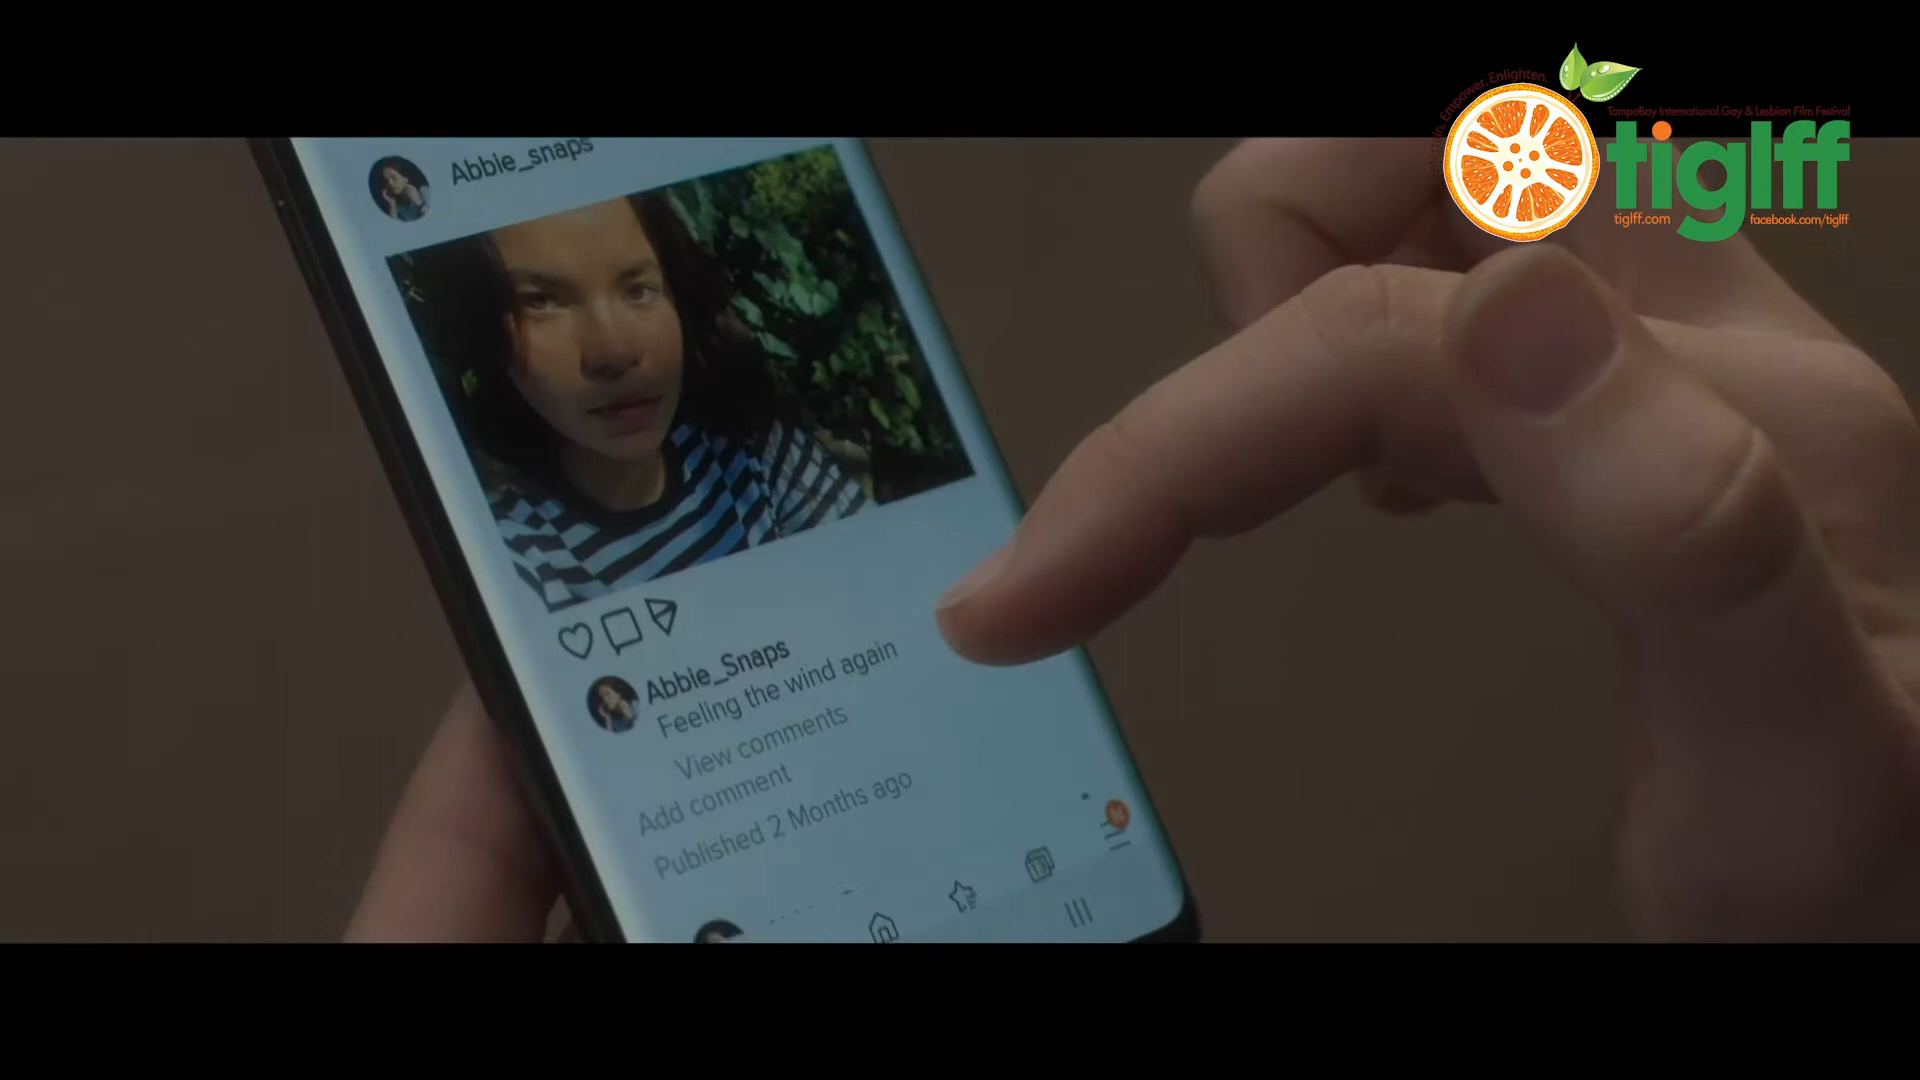 Abbie_snaps
Abbie_Snaps
Feeling the wind again
View comments
Add comment
Published 2 Months ago
13
Empower. Enlighten.
TampaBay International Gay & Lesbian Film Festival
tiglff
tiglff.com
facebook.com/tiglff